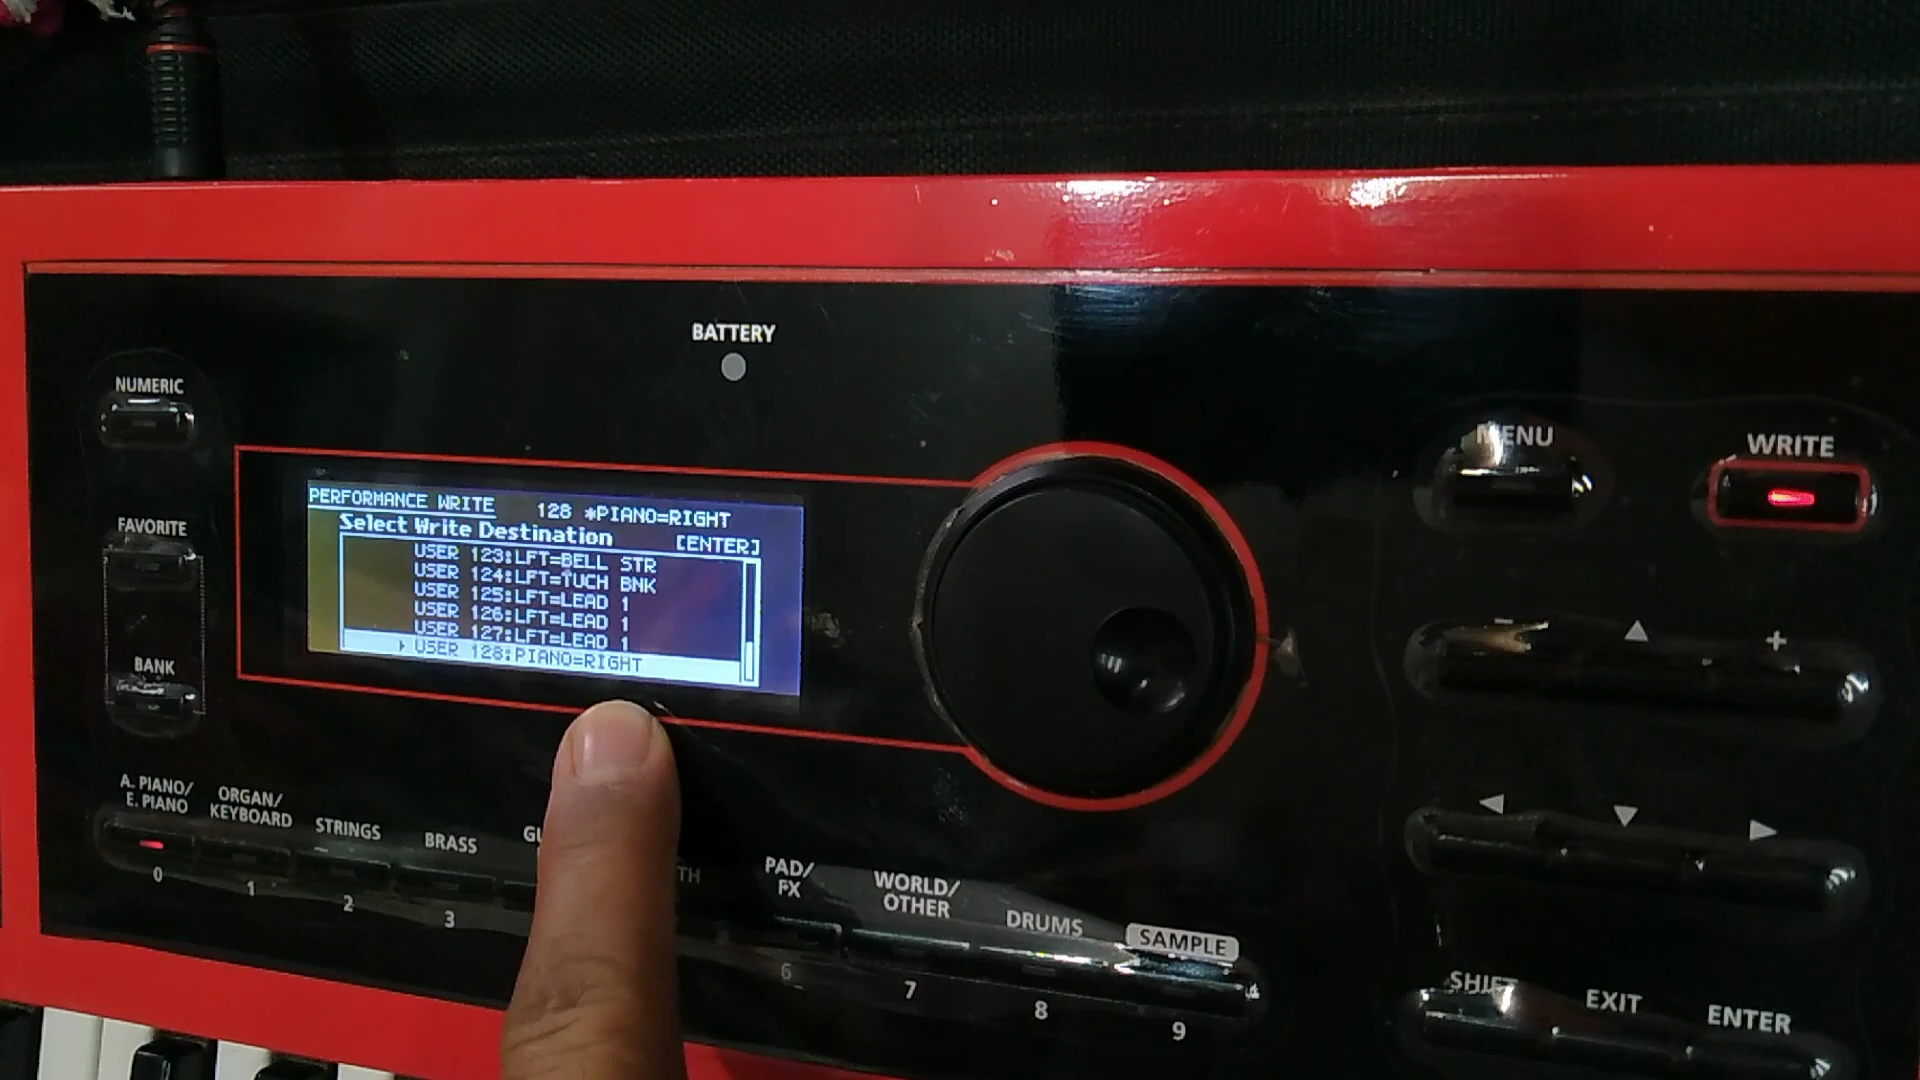 BATTERY
NUMERIC
MENU
WRITE
FAVORITE
PERFORMANCE WRITE 128 *PIANO=RIGHT
Select Write Destination [ENTER]
USER 123:LFT=BELL STR
USER 124:LFT=TUCH BNK
USER 125:LFT=LEAD 1
USER 126:LFT=LEAD 1
USER 127:LFT=LEAD 1
USER 128:PIANO=RIGHT
BANK
- +
A. PIANO/
E. PIANO
ORGAN/
KEYBOARD
STRINGS
BRASS
PAD/
FX
WORLD/
OTHER
DRUMS
SAMPLE
0 1 2 3 6 7 8 9
SHIFT EXIT ENTER